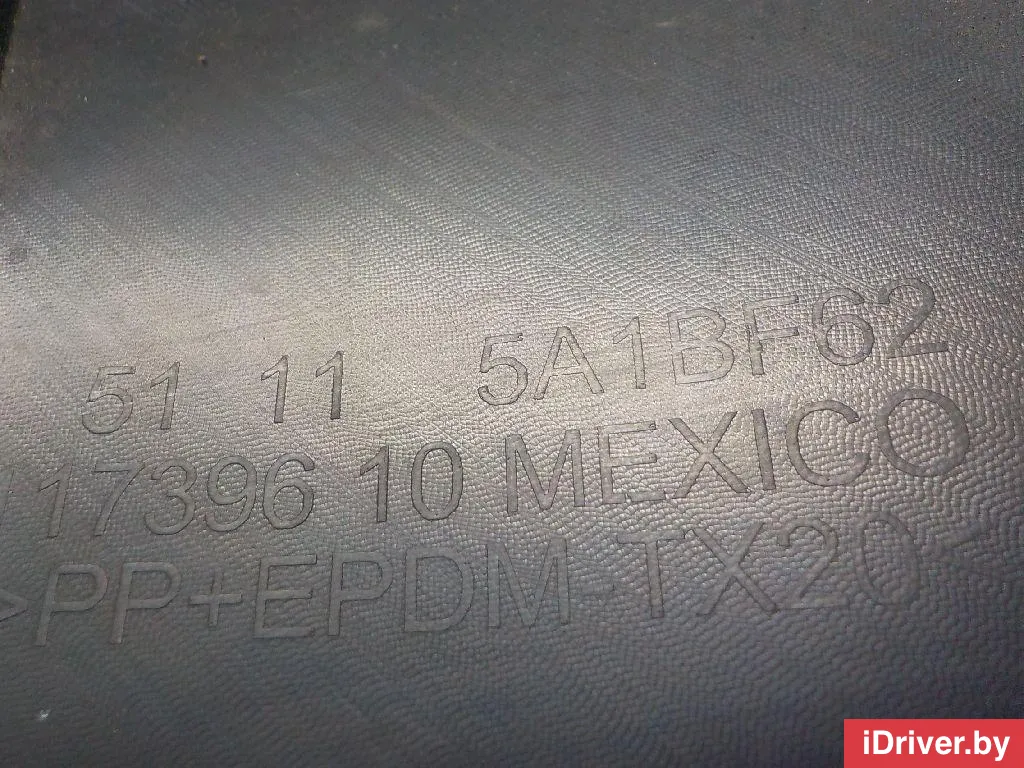 51 11 5A1BF62
17396 10 MEXICO
>PP+EPDM-TX20
iDriver.by